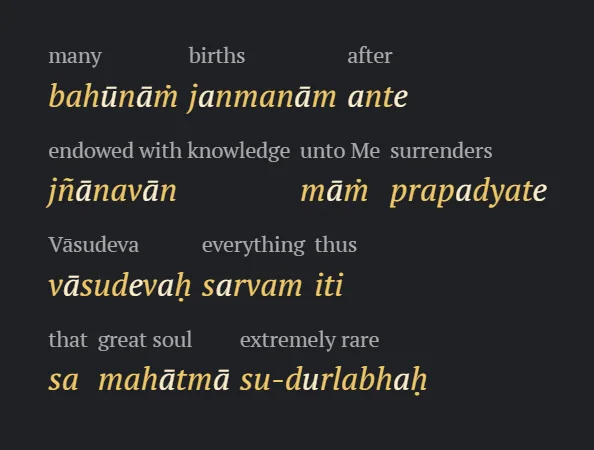 many births after
bahūnāṁ janmanām ante
endowed with knowledge unto Me surrenders
jñānavān māṁ prapadyate
Vāsudeva everything thus
vāsudevaḥ sarvam iti
that great soul extremely rare
sa mahātmā su-durlabhaḥ